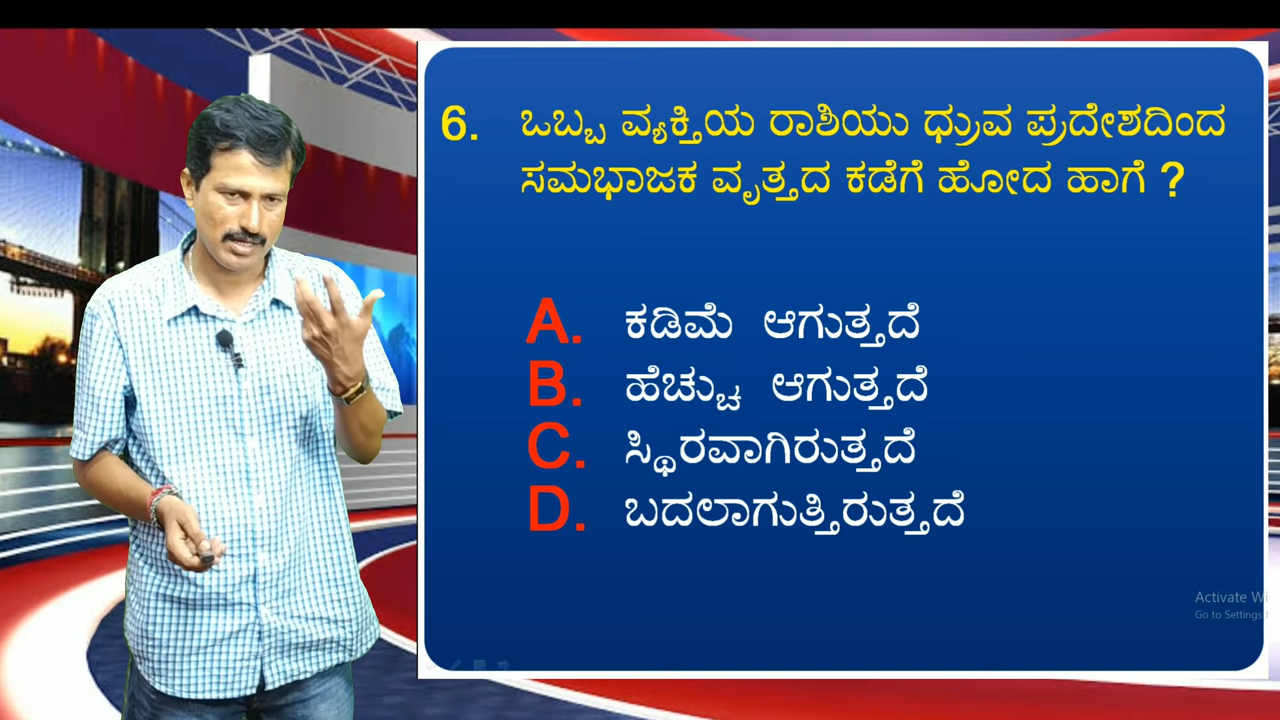 6. ಒಬ್ಬ ವ್ಯಕ್ತಿಯ ರಾಶಿಯು ಧ್ರುವ ಪ್ರದೇಶದಿಂದ
ಸಮಭಾಜಕ ವೃತ್ತದ ಕಡೆಗೆ ಹೋದ ಹಾಗೆ ?
A. ಕಡಿಮೆ ಆಗುತ್ತದೆ
B. ಹೆಚ್ಚು ಆಗುತ್ತದೆ
C. ಸ್ಥಿರವಾಗಿರುತ್ತದೆ
D. ಬದಲಾಗುತ್ತಿರುತ್ತದೆ
Activate Wi
Go to Settings